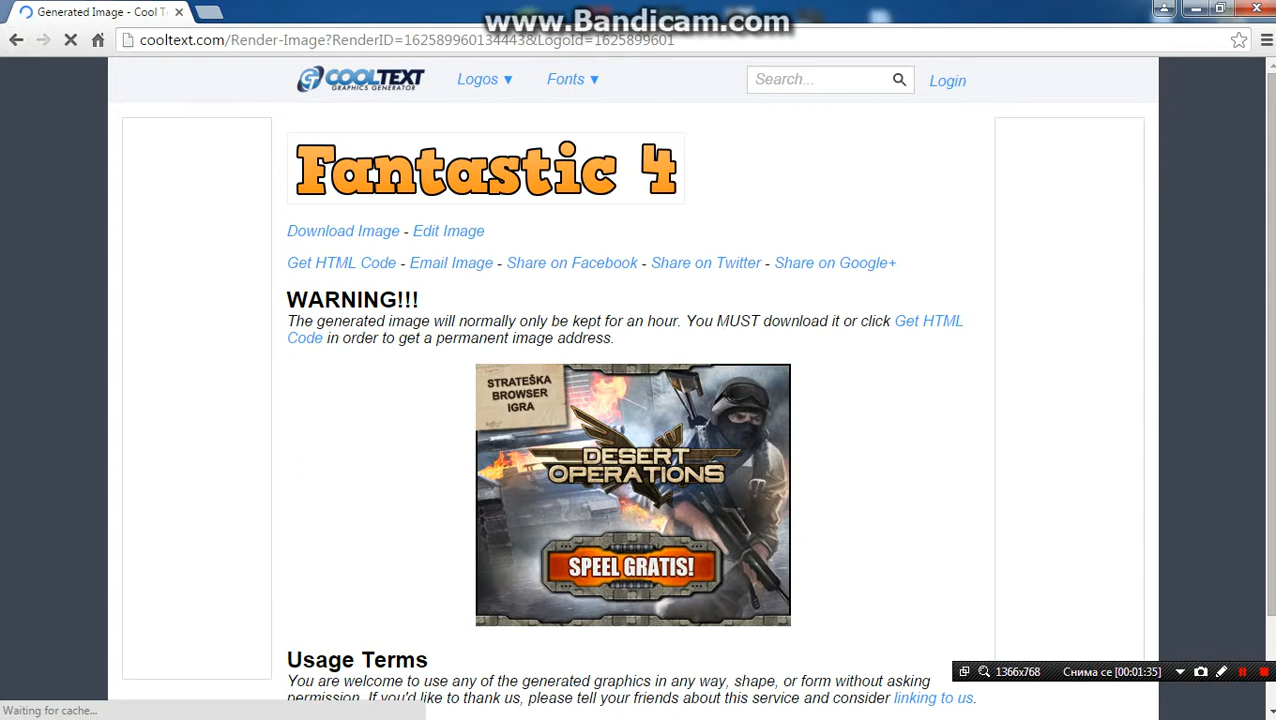 www.Bandicam.com
Generated Image - Cool T
cooltext.com/Render-Image?RenderID=162589960134443&LogoId=1625899601
COOLTEXT
GRAPHICS GENERATOR
Logos ▼
Fonts ▼
Search...
Login
Fantastic 4
Download Image - Edit Image
Get HTML Code - Email Image - Share on Facebook - Share on Twitter - Share on Google+
WARNING!!!
The generated image will normally only be kept for an hour. You MUST download it or click Get HTML
Code in order to get a permanent image address.
STRATEŠKA
BROWSER
IGRA
DESERT
OPERATIONS
SPEEL GRATIS!
Usage Terms
You are welcome to use any of the generated graphics in any way, shape, or form without asking
permission. If you'd like to thank us, please tell your friends about this service and consider linking to us.
1366x768
Снима се [00:01:35]
Waiting for cache...